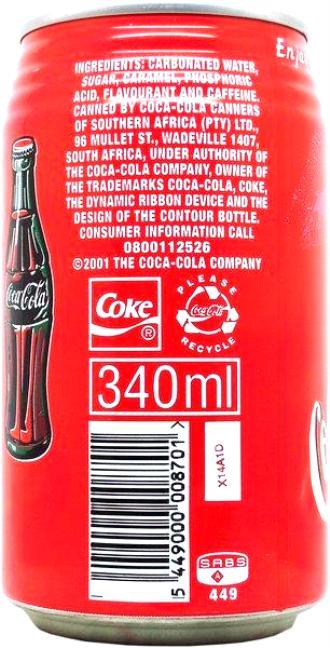 Enj
INGREDIENTS: CARBONATED WATER,
SUGAR, CARAMEL, PHOSPHORIC
ACID, FLAVOURANT AND CAFFEINE.
CANNED BY COCA-COLA CANNERS
OF SOUTHERN AFRICA (PTY) LTD.,
96 MULLET ST., WADEVILLE 1407,
SOUTH AFRICA, UNDER AUTHORITY OF
THE COCA-COLA COMPANY, OWNER OF
THE TRADEMARKS COCA-COLA, COKE,
THE DYNAMIC RIBBON DEVICE AND THE
DESIGN OF THE CONTOUR BOTTLE.
CONSUMER INFORMATION CALL
0800112526
©2001 THE COCA-COLA COMPANY
Coca-Cola
Coke
®
PLEASE
Coca-Cola
RECYCLE
340ml
X14A1D
5 449000 008701 >
SABS
A
449